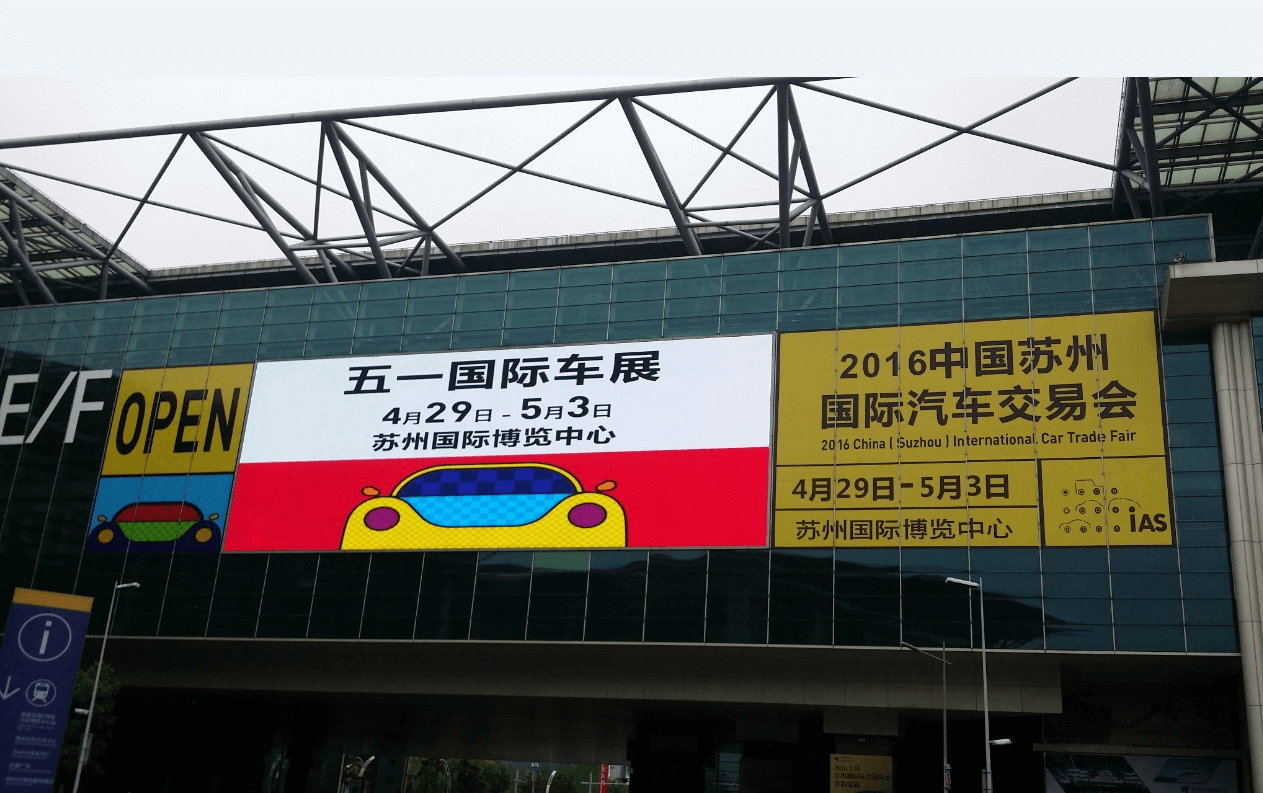 E/F
OPEN
五一国际车展
4月29日-5月3日
苏州国际博览中心
2016中国苏州
国际汽车交易会
2016 China ( Suzhou ) International Car Trade Fair
4月29日-5月3日
苏州国际博览中心
iAS
i